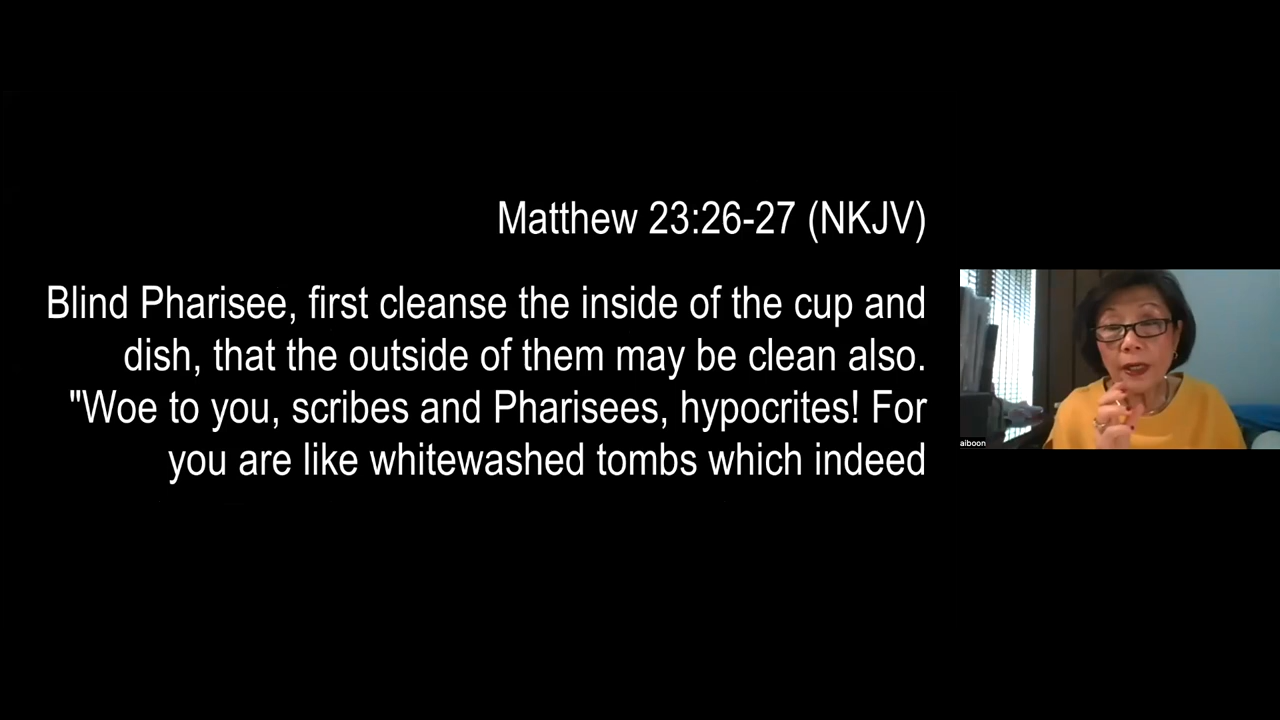 Matthew 23:26-27 (NKJV)
Blind Pharisee, first cleanse the inside of the cup and
dish, that the outside of them may be clean also.
"Woe to you, scribes and Pharisees, hypocrites! For
you are like whitewashed tombs which indeed
aiboon